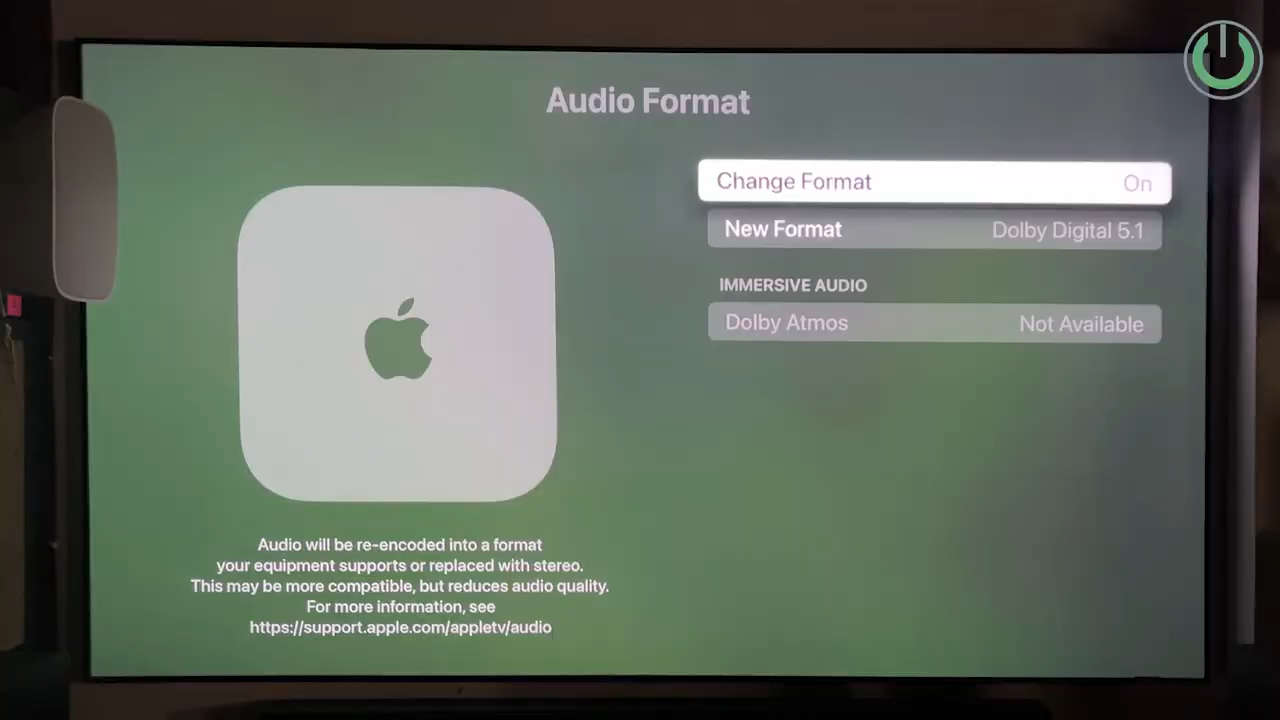 Audio Format
Change Format On
New Format Dolby Digital 5.1
IMMERSIVE AUDIO
Dolby Atmos Not Available
Audio will be re-encoded into a format
your equipment supports or replaced with stereo.
This may be more compatible, but reduces audio quality.
For more information, see
https://support.apple.com/appletv/audio